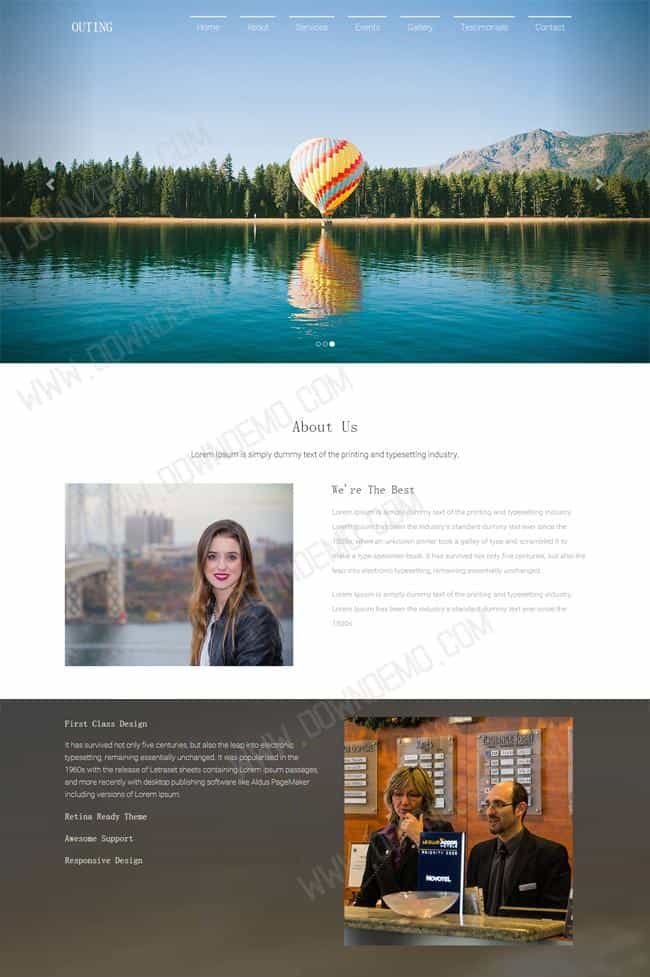 OUTING
Home About Services Events Gallery Testimonials Contact
WWW.DOWNDEMO.COM
About Us
Lorem Ipsum is simply dummy text of the printing and typesetting industry.
We're The Best
Lorem Ipsum is simply dummy text of the printing and typesetting industry.
Lorem Ipsum has been the industry's standard dummy text ever since the
1500s, when an unknown printer took a galley of type and scrambled it to
make a type specimen book. It has survived not only five centuries, but also the
leap into electronic typesetting, remaining essentially unchanged.
Lorem Ipsum is simply dummy text of the printing and typesetting industry.
Lorem Ipsum has been the industry's standard dummy text ever since the
1500s
WWW.DOWNDEMO.COM
First Class Design
It has survived not only five centuries, but also the leap into electronic
typesetting, remaining essentially unchanged. It was popularised in the
1960s with the release of Letraset sheets containing Lorem Ipsum passages,
and more recently with desktop publishing software like Aldus PageMaker
including versions of Lorem Ipsum.
Retina Ready Theme
Awesome Support
Responsive Design
NOVOTEL